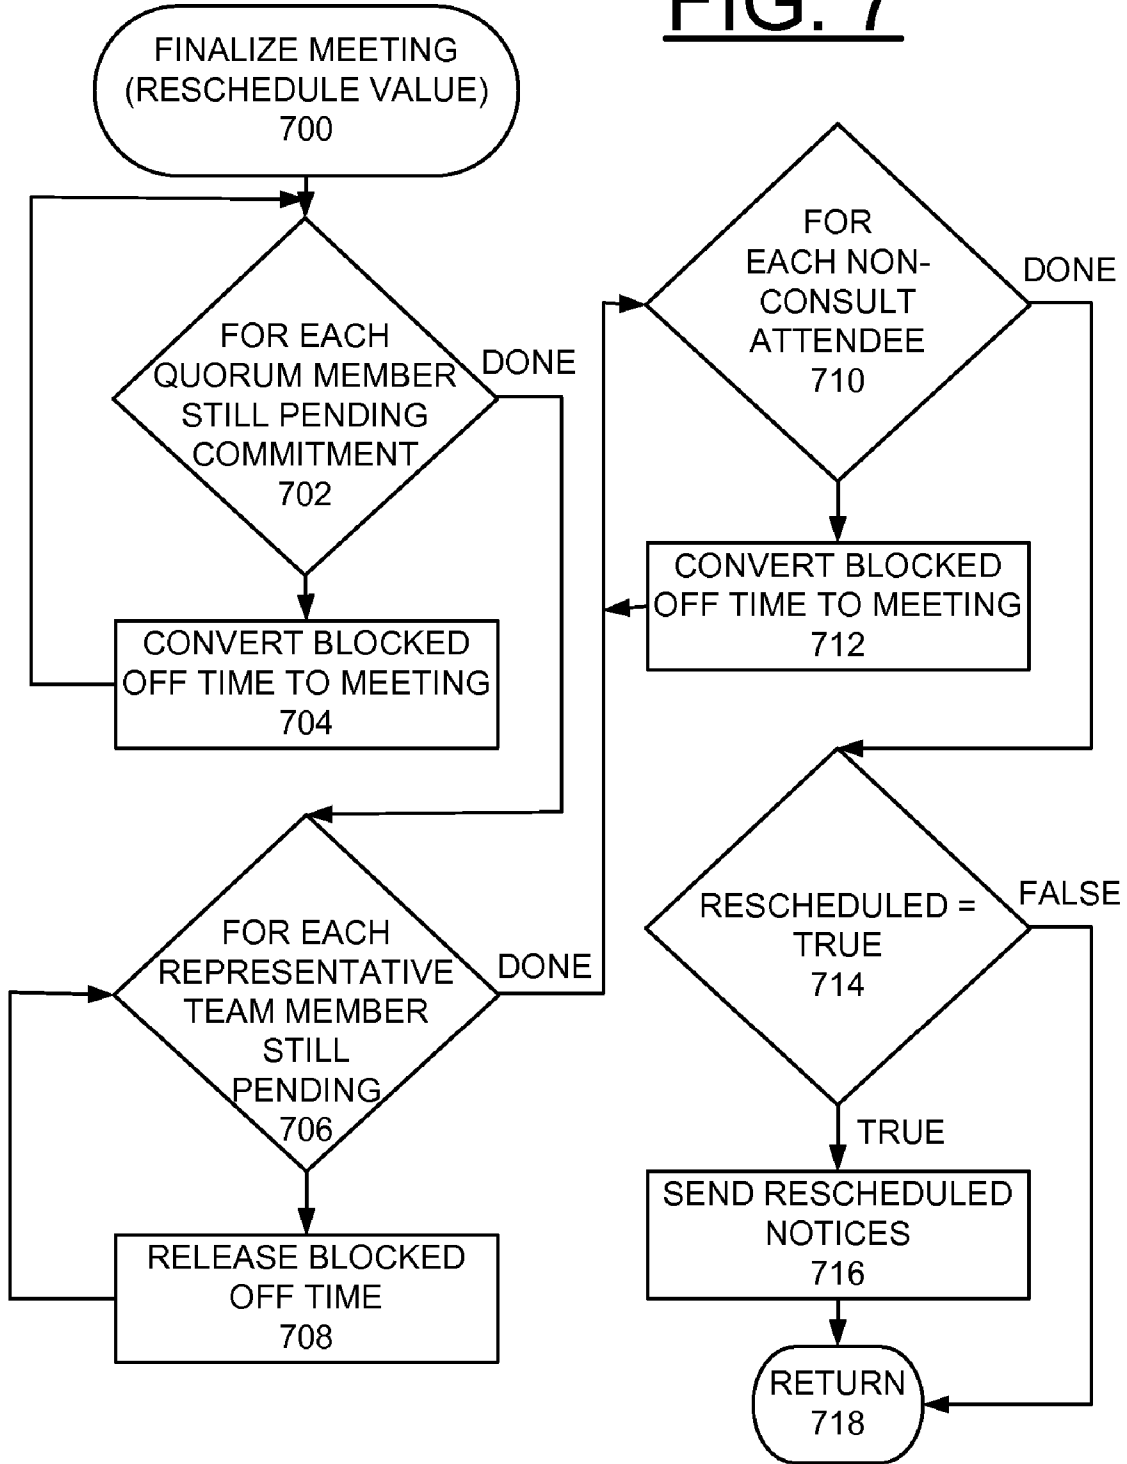 FIG. 7
FINALIZE MEETING
(RESCHEDULE VALUE)
700
FOR EACH
QUORUM MEMBER
STILL PENDING
COMMITMENT
702
DONE
CONVERT BLOCKED
OFF TIME TO MEETING
704
FOR EACH
REPRESENTATIVE
TEAM MEMBER
STILL
PENDING
706
DONE
RELEASE BLOCKED
OFF TIME
708
FOR
EACH NON-
CONSULT
ATTENDEE
710
DONE
CONVERT BLOCKED
OFF TIME TO MEETING
712
RESCHEDULED =
TRUE
714
FALSE
TRUE
SEND RESCHEDULED
NOTICES
716
RETURN
718